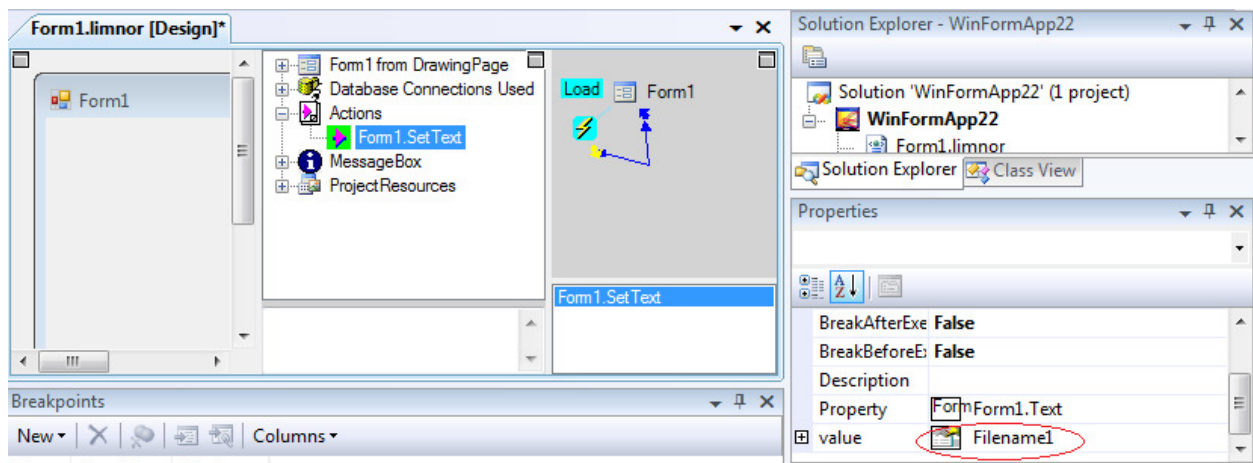 Form1.limnor [Design]*
Form1
Form1 from DrawingPage
Database Connections Used
Actions
Form1.SetText
MessageBox
ProjectResources
Load
Form1
Form1.SetText
Breakpoints
New
Columns
Solution Explorer - WinFormApp22
Solution 'WinFormApp22' (1 project)
WinFormApp22
Form1.limnor
Solution Explorer
Class View
Properties
BreakAfterExe False
BreakBeforeE False
Description
Property Form Form1.Text
value Filename1